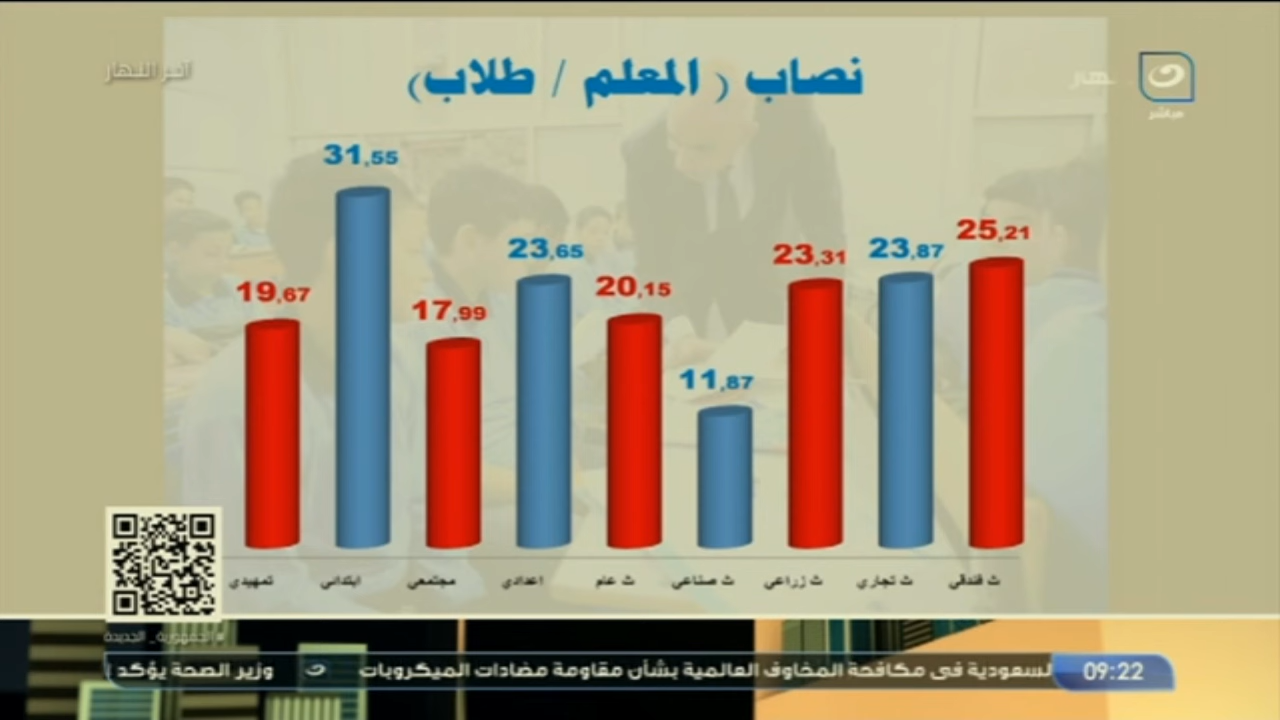 نصاب ( المعلم / طلاب)
آخر النهار
مباشر
19,67
31,55
17,99
23,65
20,15
11,87
23,31
23,87
25,21
تمهيدي
ابتدائي
مجتمعي
اعدادي
ث عام
ث صناعي
ث زراعي
ث تجاري
ث فندقي
#الجمهورية_الجديدة
09:22
لسعودية في مكافحة المخاوف العالمية بشأن مقاومة مضادات الميكروبات
وزير الصحة يؤكد